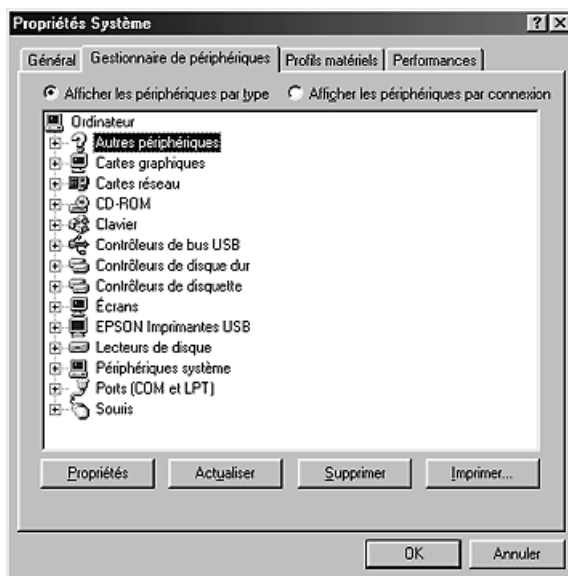 Propriétés Système
Général Gestionnaire de périphériques Profils matériels Performances
Afficher les périphériques par type Afficher les périphériques par connexion
Ordinateur
Autres périphériques
Cartes graphiques
Cartes réseau
CD-ROM
Clavier
Contrôleurs de bus USB
Contrôleurs de disque dur
Contrôleurs de disquette
Écrans
EPSON Imprimantes USB
Lecteurs de disque
Périphériques système
Ports (COM et LPT)
Souris
Propriétés Actualiser Supprimer Imprimer...
OK Annuler